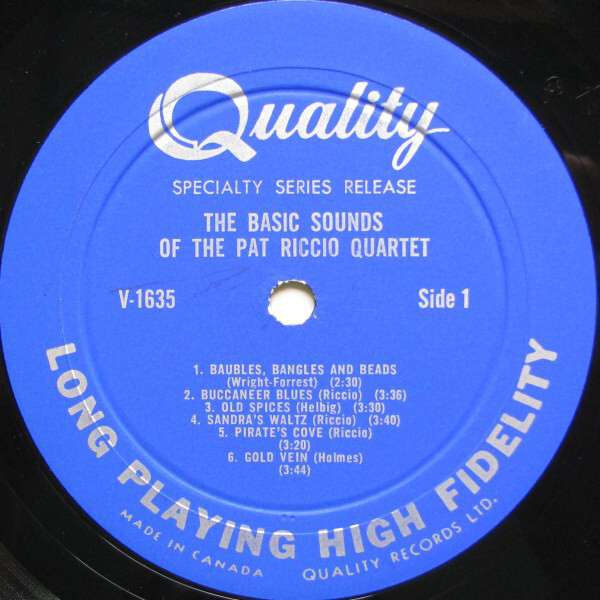 Quality
SPECIALTY SERIES RELEASE
THE BASIC SOUNDS
OF THE PAT RICCIO QUARTET
V-1635
Side 1
1. BAUBLES, BANGLES AND BEADS
(Wright-Forrest) (2:30)
2. BUCCANEER BLUES (Riccio) (3:36)
3. OLD SPICES (Helbig) (3:30)
4. SANDRA'S WALTZ (Riccio) (3:40)
5. PIRATE'S COVE (Riccio)
(3:20)
6. GOLD VEIN (Holmes)
(3:44)
LONG PLAYING HIGH FIDELITY
MADE IN CANADA QUALITY RECORDS LTD.